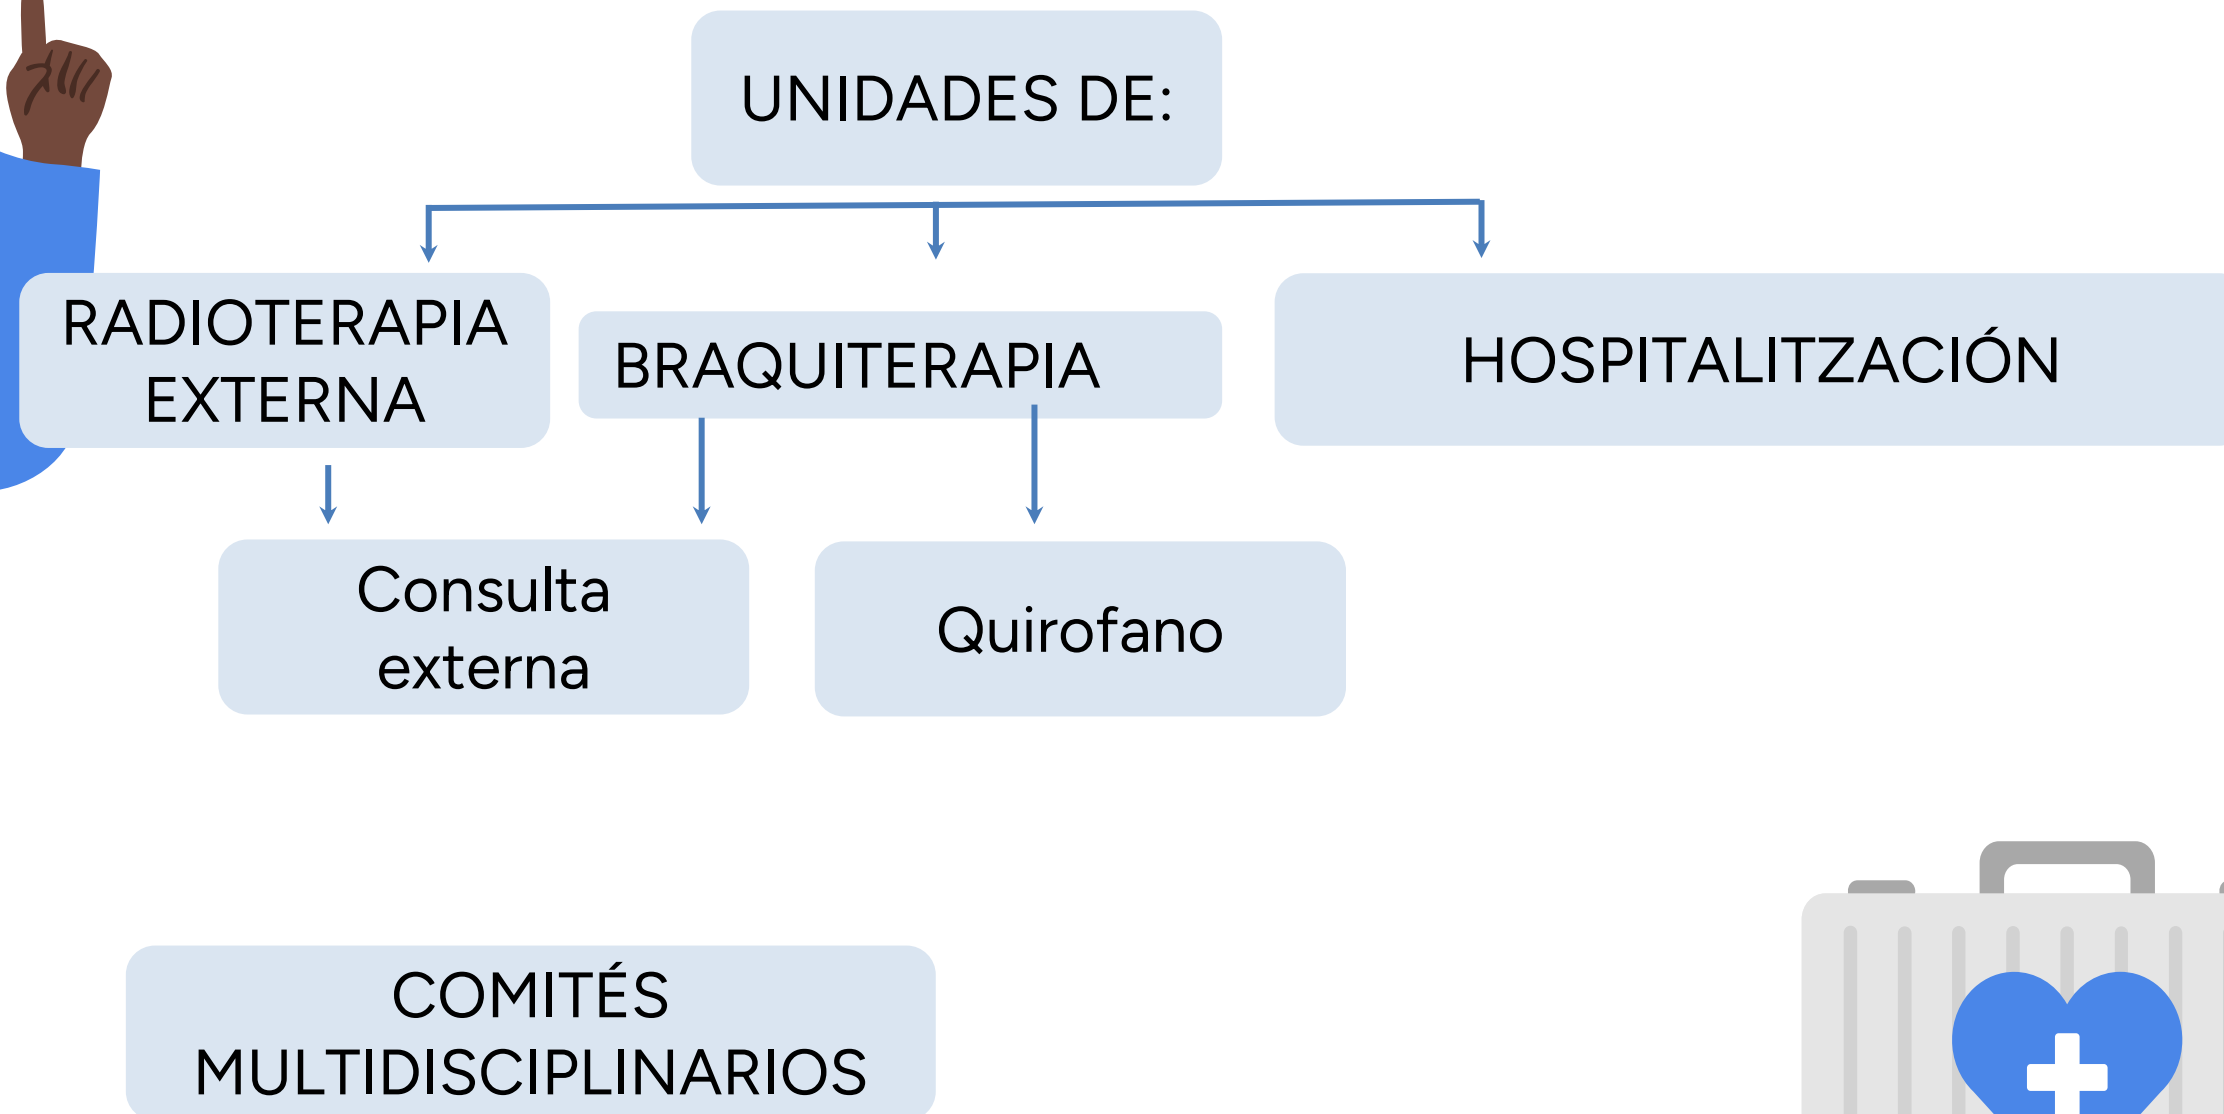 UNIDADES DE:
RADIOTERAPIA
EXTERNA
BRAQUITERAPIA
HOSPITALITZACIÓN
Consulta
externa
Quirofano
COMITÉS
MULTIDISCIPLINARIOS